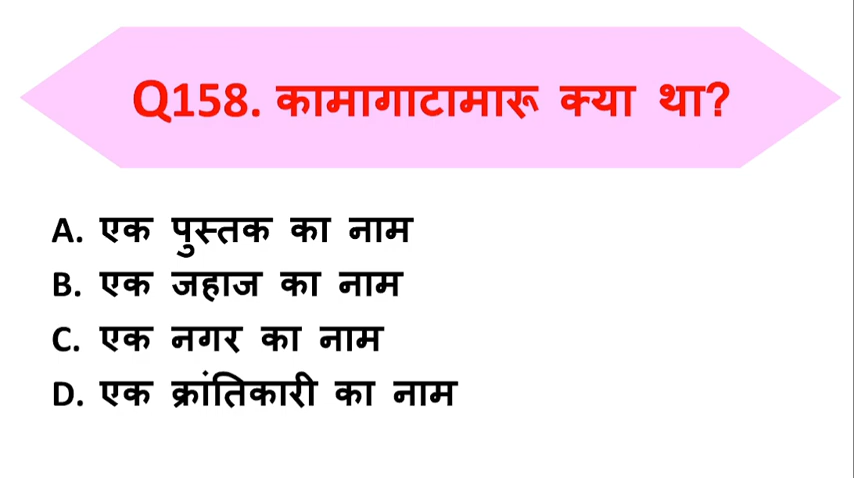 Q158. कामागाटामारू क्या था?
A. एक पुस्तक का नाम
B. एक जहाज का नाम
C. एक नगर का नाम
D. एक क्रांतिकारी का नाम